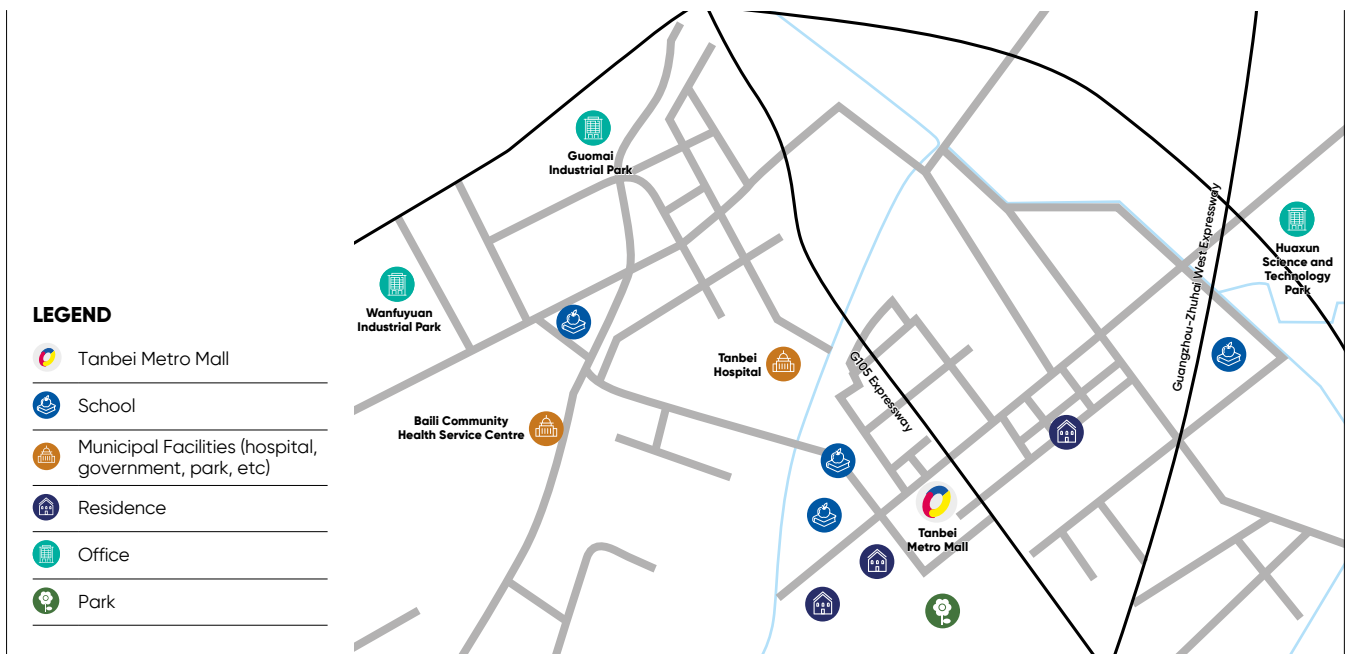 LEGEND
Tanbei Metro Mall
School
Municipal Facilities (hospital,
government, park, etc)
Residence
Office
Park
Guomai
Industrial Park
Wanfuyuan
Industrial Park
Huaxun
Science and
Technology
Park
Guangzhou-Zhuhai West Expressway
G105 Expressway
Tanbei
Hospital
Baili Community
Health Service Centre
Tanbei
Metro Mall